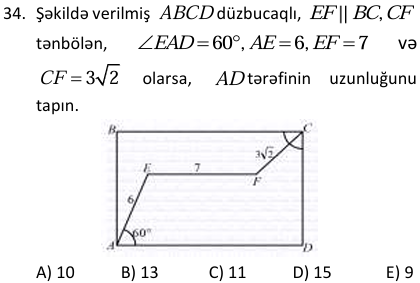 34. Şəkildə verilmiş ABCD düzbucaqlı, EF || BC, CF
tənbölən, ∠EAD=60°, AE=6, EF=7 və
CF=3√2 olarsa, AD tərəfinin uzunluğunu
tapın.
B C
3√2
E 7 F
6
60°
A D
A) 10 B) 13 C) 11 D) 15 E) 9